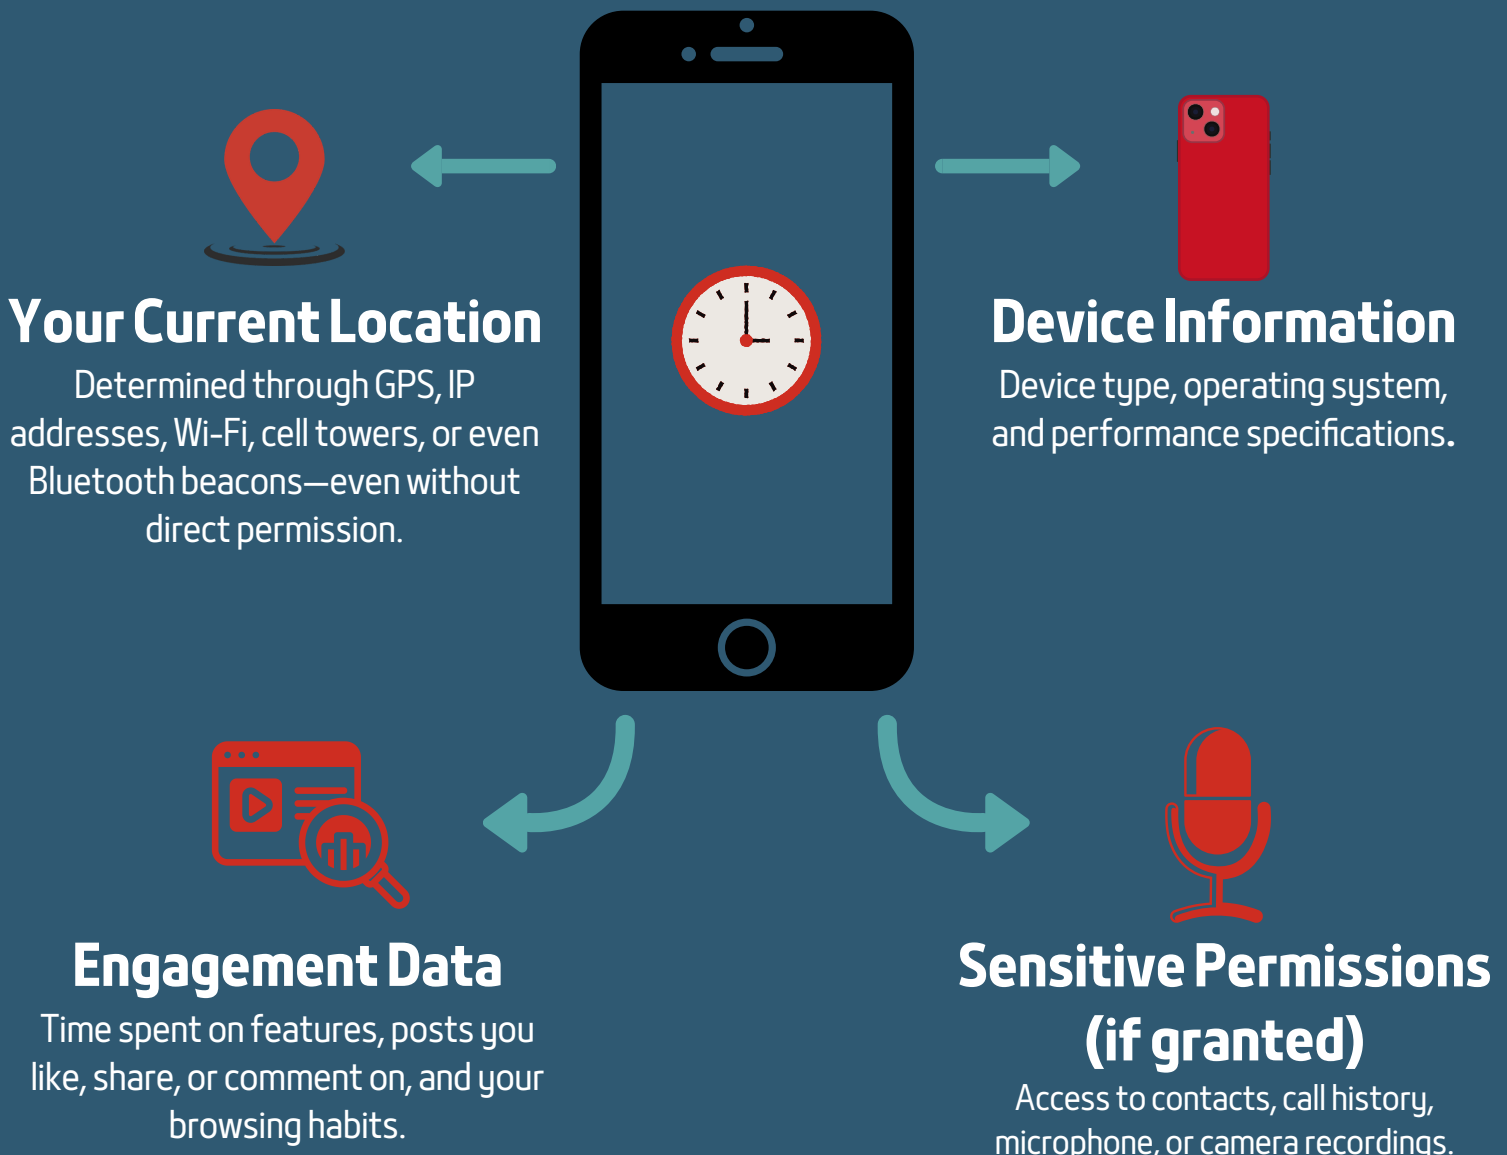 Your Current Location
Determined through GPS, IP
addresses, Wi-Fi, cell towers, or even
Bluetooth beacons—even without
direct permission.
Device Information
Device type, operating system,
and performance specifications.
Engagement Data
Time spent on features, posts you
like, share, or comment on, and your
browsing habits.
Sensitive Permissions
(if granted)
Access to contacts, call history,
microphone, or camera recordings.